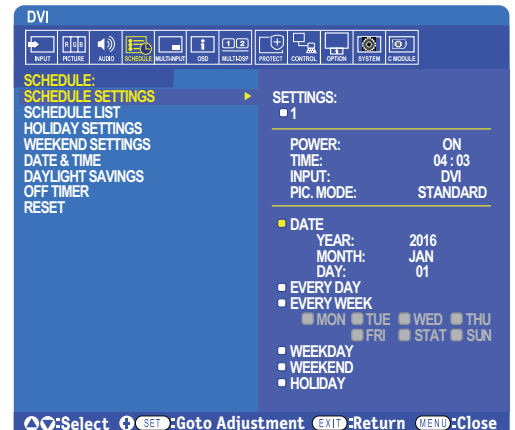 DVI
INPUT RGB PICTURE AUDIO SCHEDULE MULTI-INPUT i OSD 1 2 MULTI-DSP PROTECT CONTROL OPTION SYSTEM C MODULE
SCHEDULE:
SCHEDULE SETTINGS
SCHEDULE LIST
HOLIDAY SETTINGS
WEEKEND SETTINGS
DATE & TIME
DAYLIGHT SAVINGS
OFF TIMER
RESET
SETTINGS:
1
POWER: ON
TIME: 04 : 03
INPUT: DVI
PIC. MODE: STANDARD
DATE
YEAR: 2016
MONTH: JAN
DAY: 01
EVERY DAY
EVERY WEEK
MON TUE WED THU
FRI STAT SUN
WEEKDAY
WEEKEND
HOLIDAY
:Select SET:Goto Adjustment EXIT:Return MENU:Close